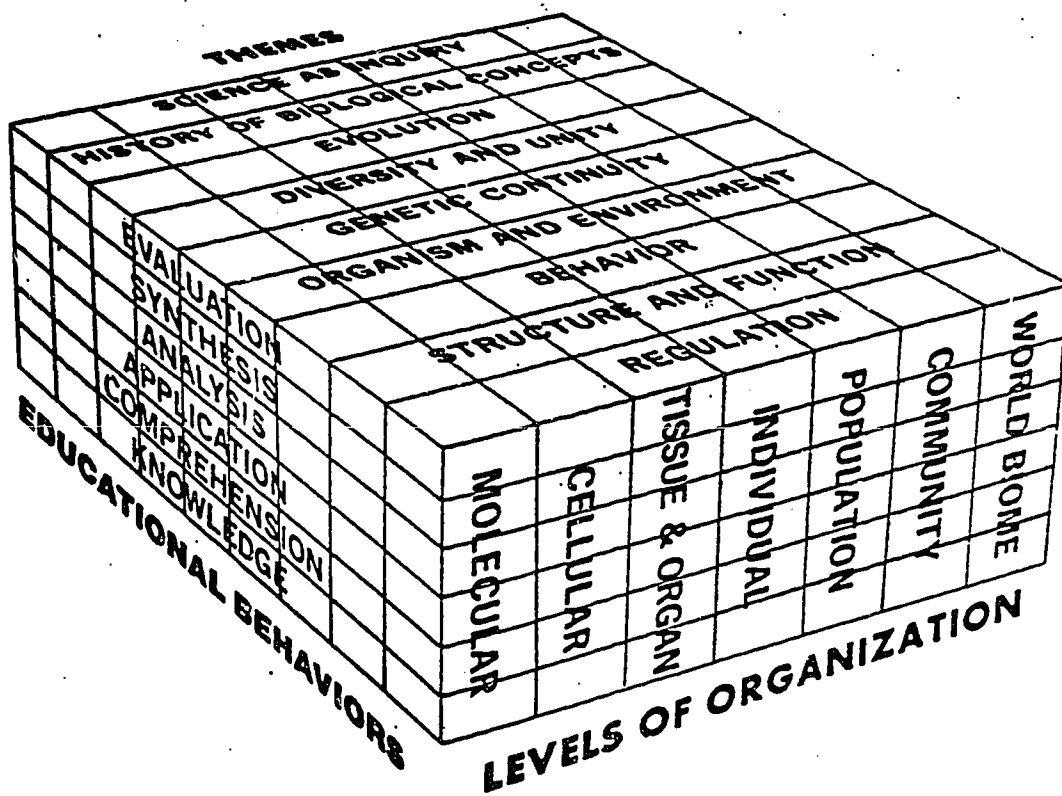 THEMES
SCIENCE AS INQUIRY
HISTORY OF BIOLOGICAL CONCEPTS
EVOLUTION
DIVERSITY AND UNITY
GENETIC CONTINUITY
ORGANISM AND ENVIRONMENT
BEHAVIOR
STRUCTURE AND FUNCTION
REGULATION
EVALUATION
SYNTHESIS
ANALYSIS
APPLICATION
COMPREHENSION
KNOWLEDGE
EDUCATIONAL BEHAVIORS
MOLECULAR
CELLULAR
TISSUE & ORGAN
INDIVIDUAL
POPULATION
COMMUNITY
WORLD BIOME
LEVELS OF ORGANIZATION